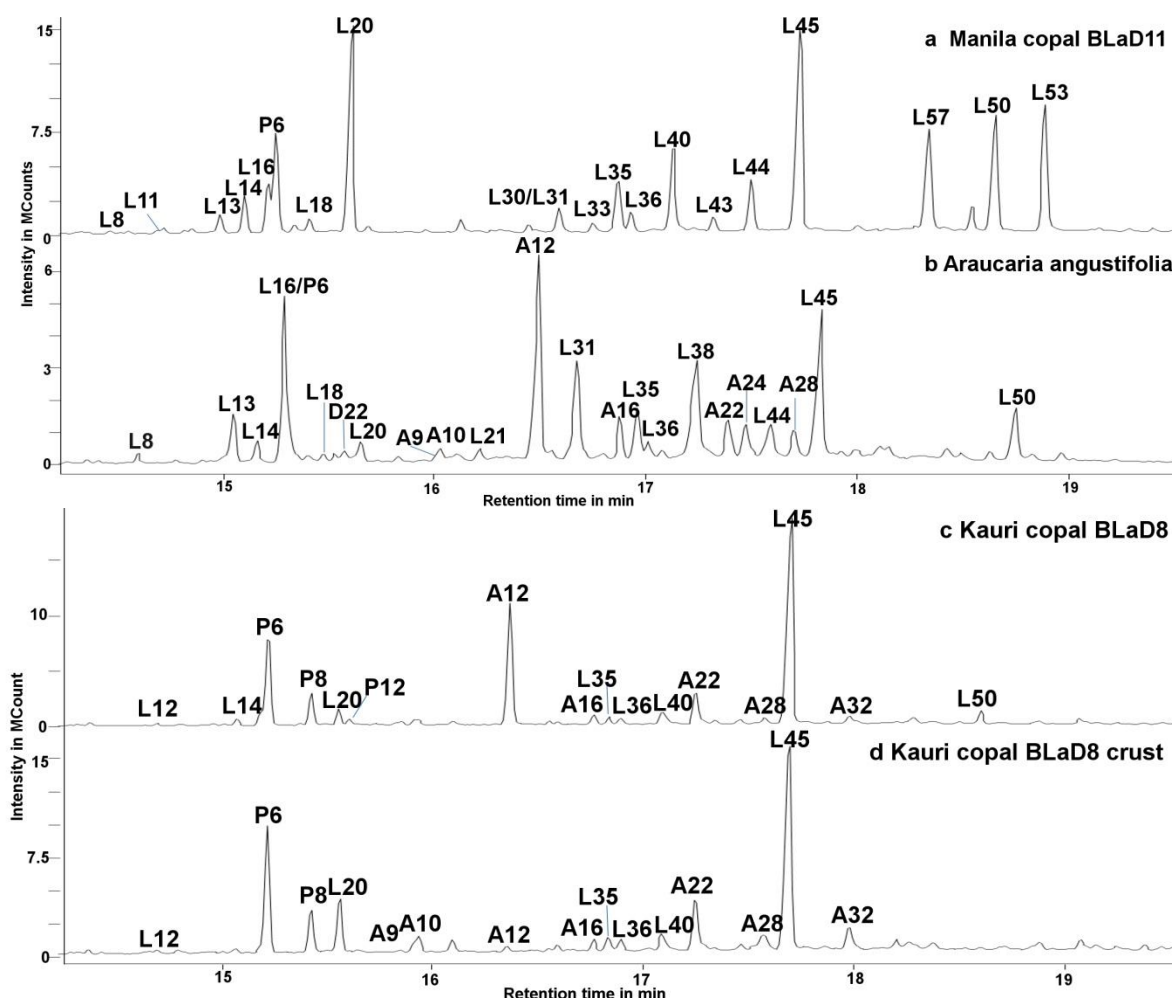 15
L20
L45
a Manila copal BLaD11
7.5
P6
L16
L14
L13
L11
L8
L18
L30/L31
L33
L35
L36
L40
L43
L44
L57
L50
L53
0
Intensity in MCounts
6
A12
b Araucaria angustifolia
L16/P6
L45
3
L31
L38
L13
L14
L8
L18
D22
L20
A9
A10
L21
A16
L35
L36
A22
A24
L44
A28
L50
0
15
16
17
18
19
Retention time in min
L45
c Kauri copal BLaD8
10
A12
P6
P8
P12
L20
L14
L12
L35
A16
L36
L40
A22
A28
A32
L50
0
Intensity in MCount
L45
d Kauri copal BLaD8 crust
15
P6
7.5
P8
L20
L12
A9
A10
A12
A16
L35
L36
L40
A22
A28
A32
0
15
16
17
18
19
Retention time in min